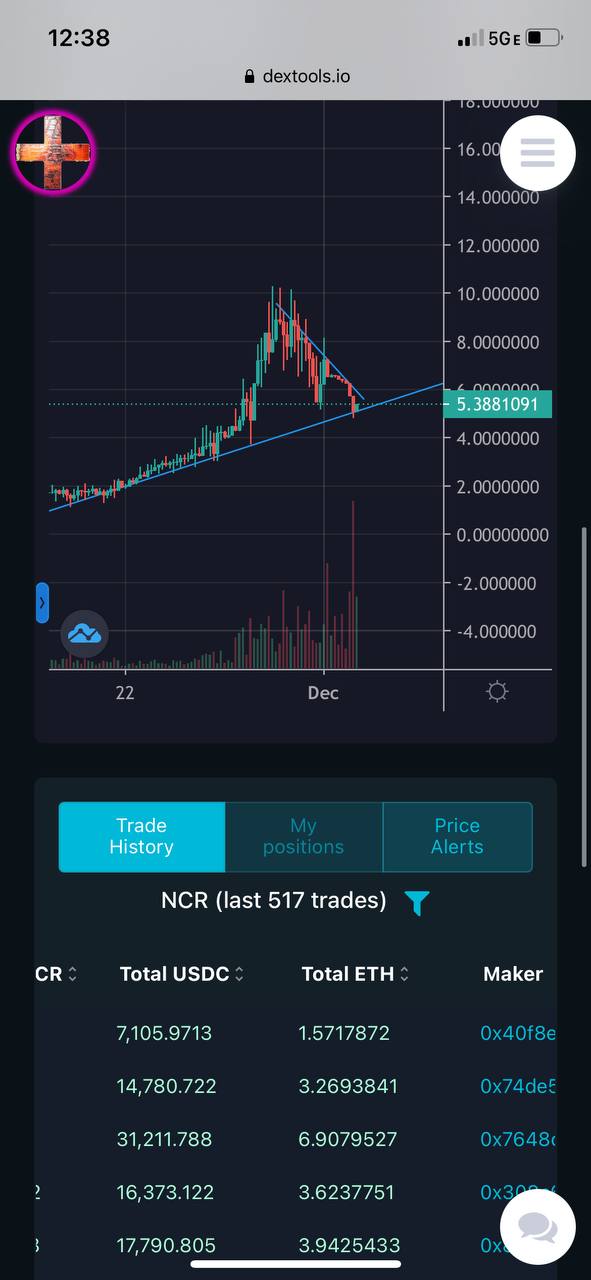 12:38
5GE
dextools.io
18.000000
16.00
14.000000
12.000000
10.000000
8.0000000
6.0000000
5.3881091
4.0000000
2.0000000
0.00000000
-2.000000
-4.000000
22 Dec
Trade History
My positions
Price Alerts
NCR (last 517 trades)
CR Total USDC Total ETH Maker
7,105.9713 1.5717872 0x40f8e
14,780.722 3.2693841 0x74de5
31,211.788 6.9079527 0x7648
2 16,373.122 3.6237751 0x30
3 17,790.805 3.9425433 0x